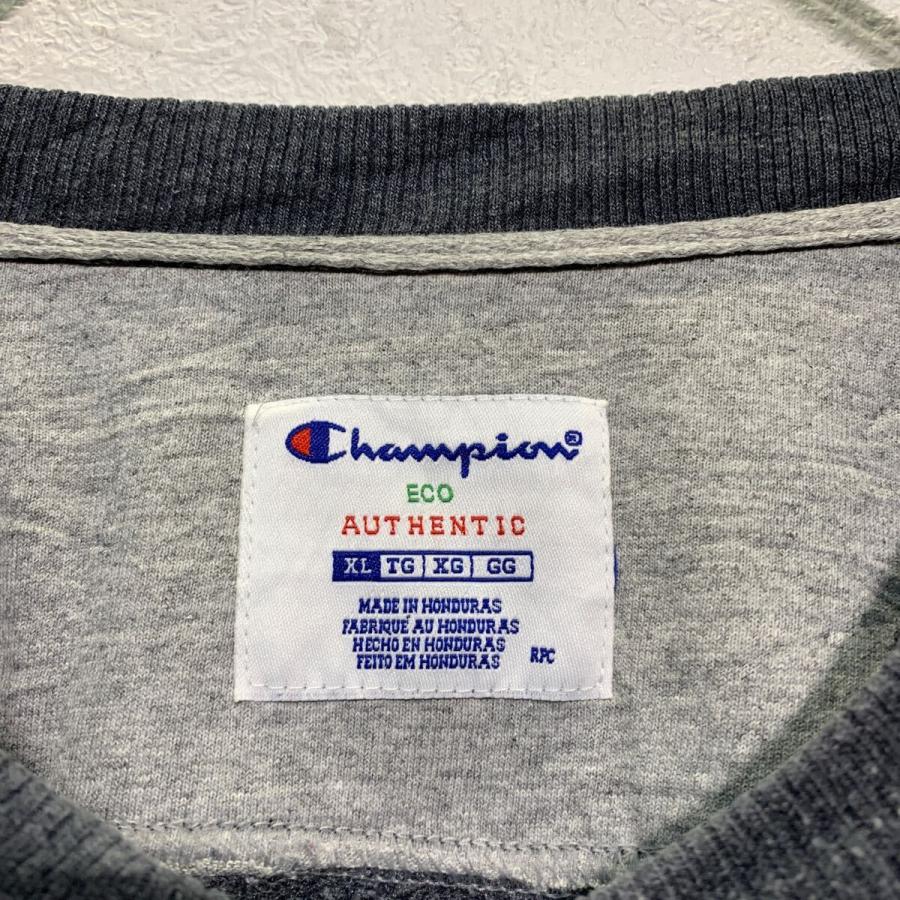 Champion®
ECO
AUTHENTIC
XL TG XG GG
MADE IN HONDURAS
FABRIQUÉ AU HONDURAS
HECHO EN HONDURAS
FEITO EM HONDURAS
RPC